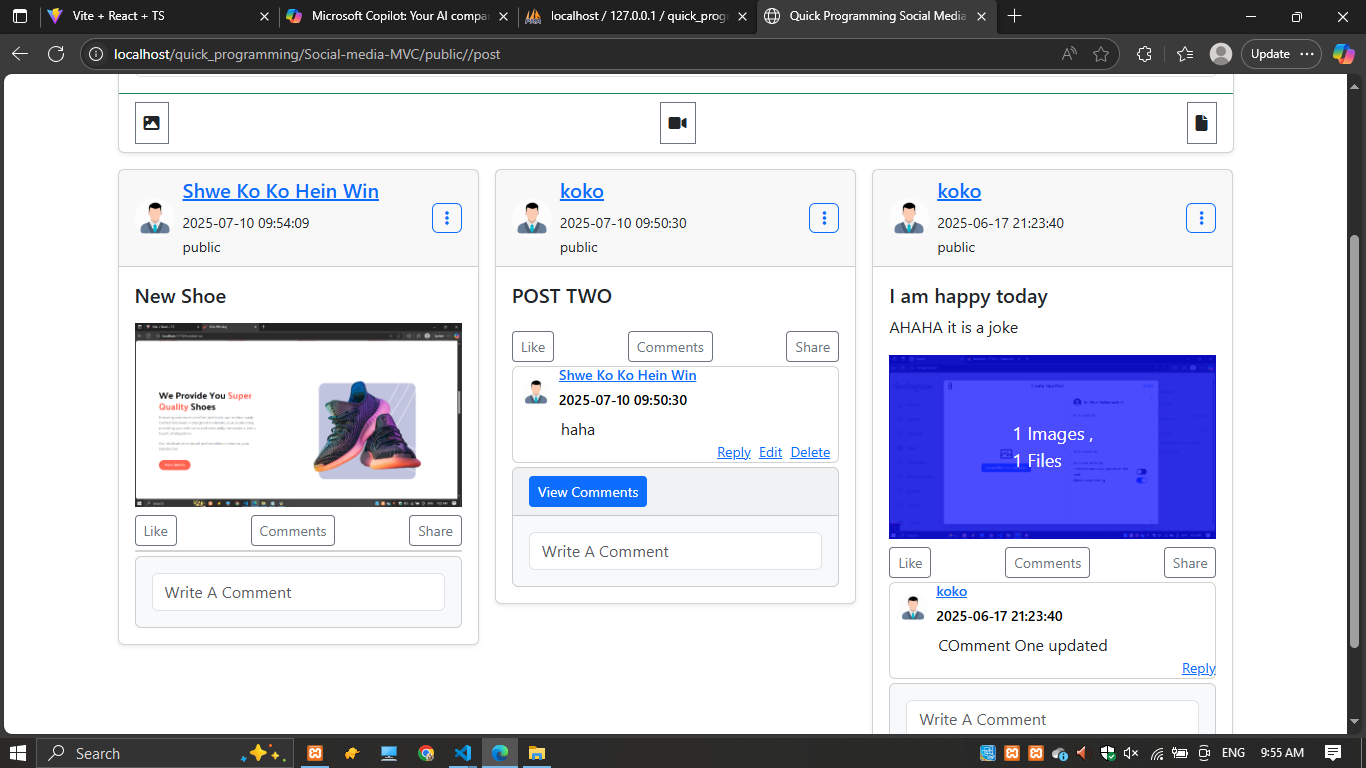 Vite + React + TS
Microsoft Copilot: Your AI compa
localhost / 127.0.0.1 / quick_prog
Quick Programming Social Media
localhost/quick_programming/Social-media-MVC/public//post
Update
Shwe Ko Ko Hein Win
2025-07-10 09:54:09
public
New Shoe
We Provide You Super
Quality Shoes
Like
Comments
Share
Write A Comment
koko
2025-07-10 09:50:30
public
POST TWO
Like
Comments
Share
Shwe Ko Ko Hein Win
2025-07-10 09:50:30
haha
Reply Edit Delete
View Comments
Write A Comment
koko
2025-06-17 21:23:40
public
I am happy today
AHAHA it is a joke
1 Images ,
1 Files
Like
Comments
Share
koko
2025-06-17 21:23:40
COmment One updated
Reply
Write A Comment
Search
ENG
9:55 AM